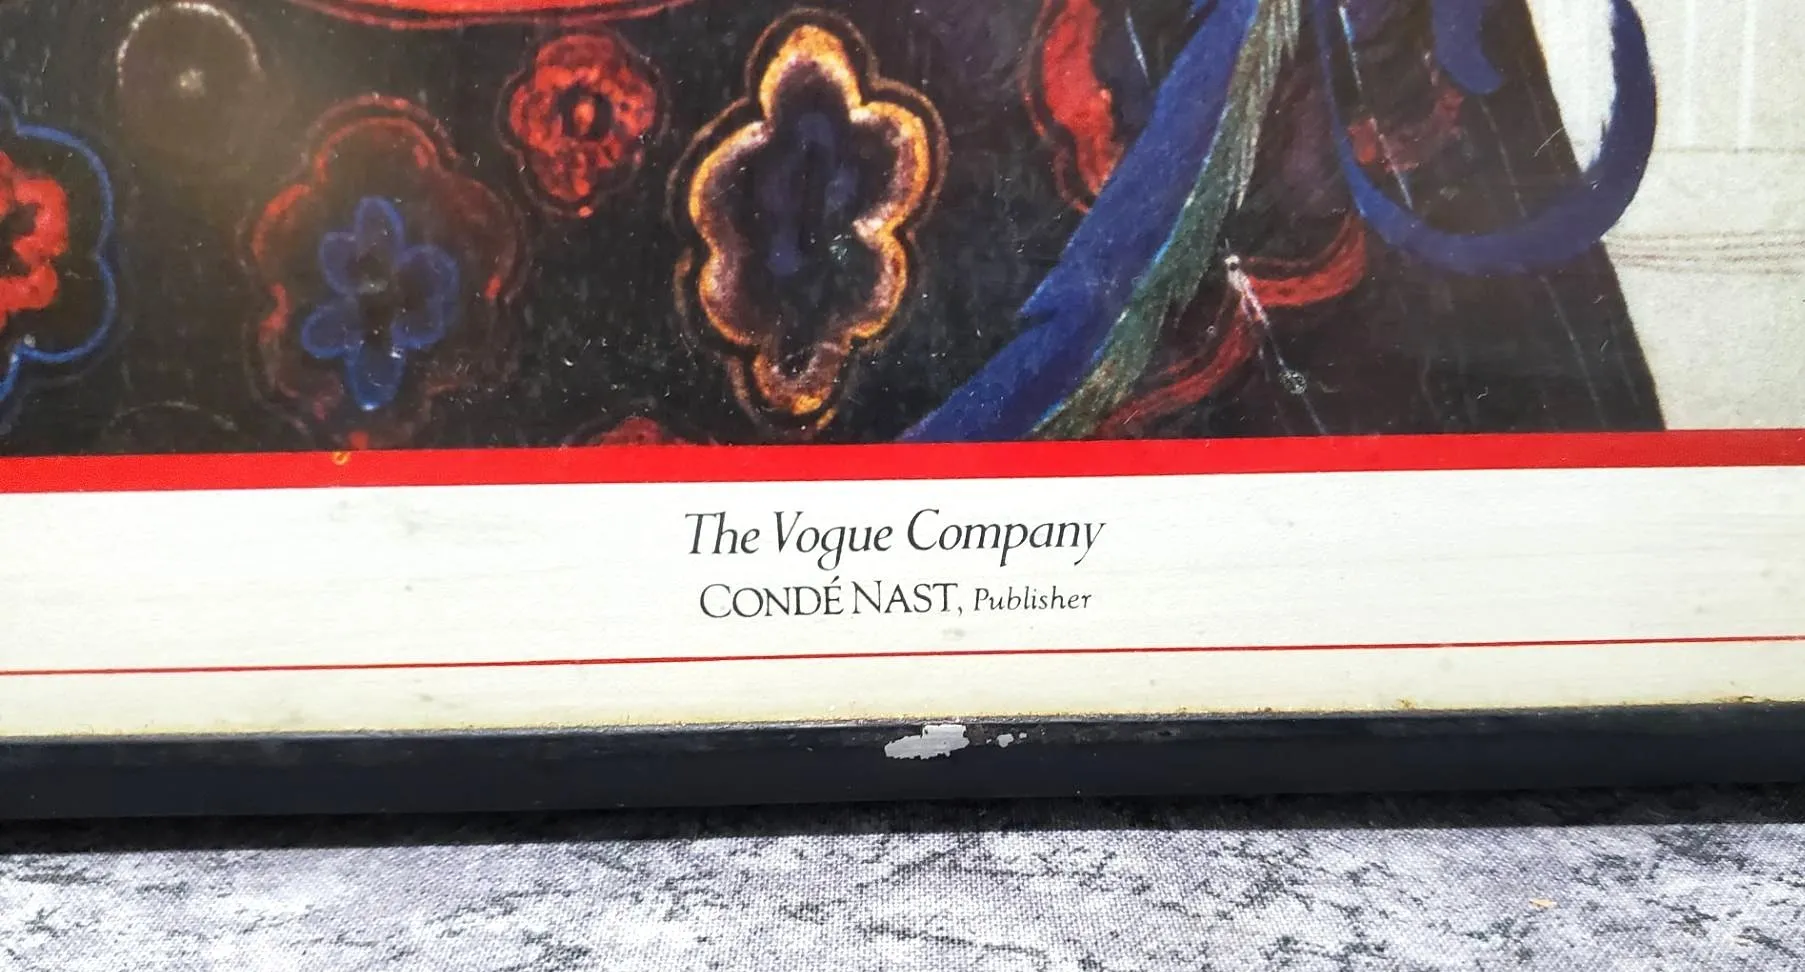 The Vogue Company
CONDÉ NAST, Publisher